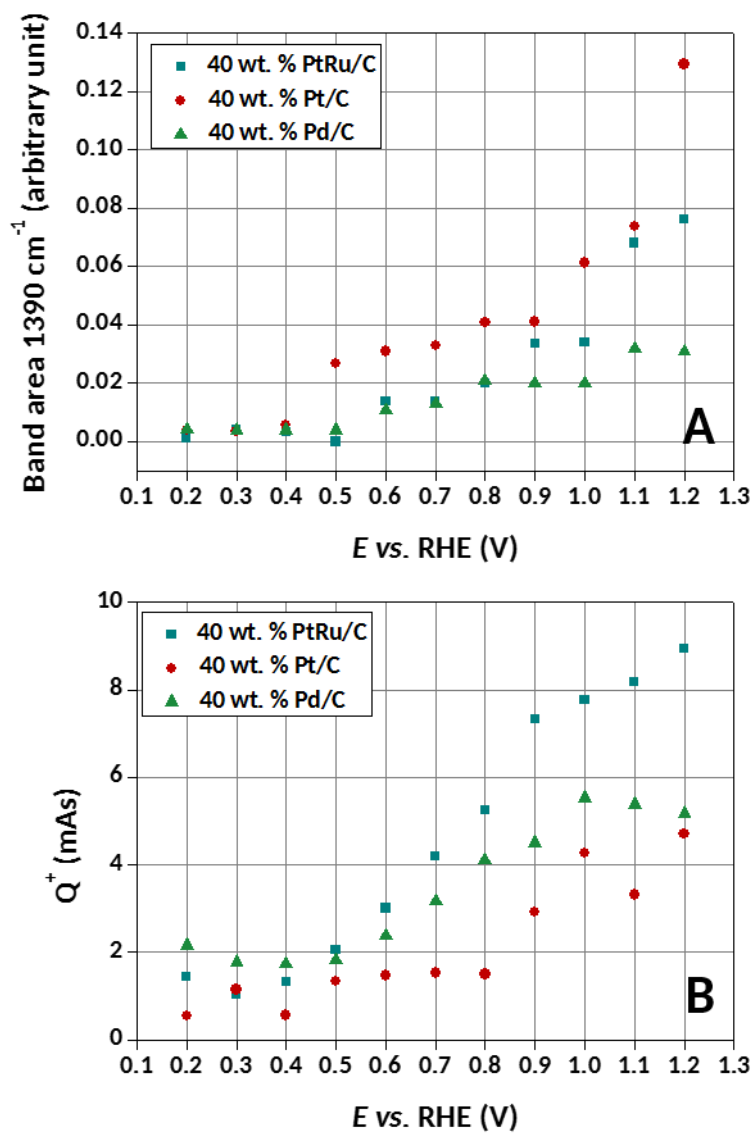 0.14
0.12
0.10
0.08
0.06
0.04
0.02
0.00
Band area 1390 cm⁻¹ (arbitrary unit)
40 wt. % PtRu/C
40 wt. % Pt/C
40 wt. % Pd/C
A
0.1 0.2 0.3 0.4 0.5 0.6 0.7 0.8 0.9 1.0 1.1 1.2 1.3
E vs. RHE (V)
10
8
6
4
2
0
Q⁺ (mAs)
40 wt. % PtRu/C
40 wt. % Pt/C
40 wt. % Pd/C
B
0.1 0.2 0.3 0.4 0.5 0.6 0.7 0.8 0.9 1.0 1.1 1.2 1.3
E vs. RHE (V)